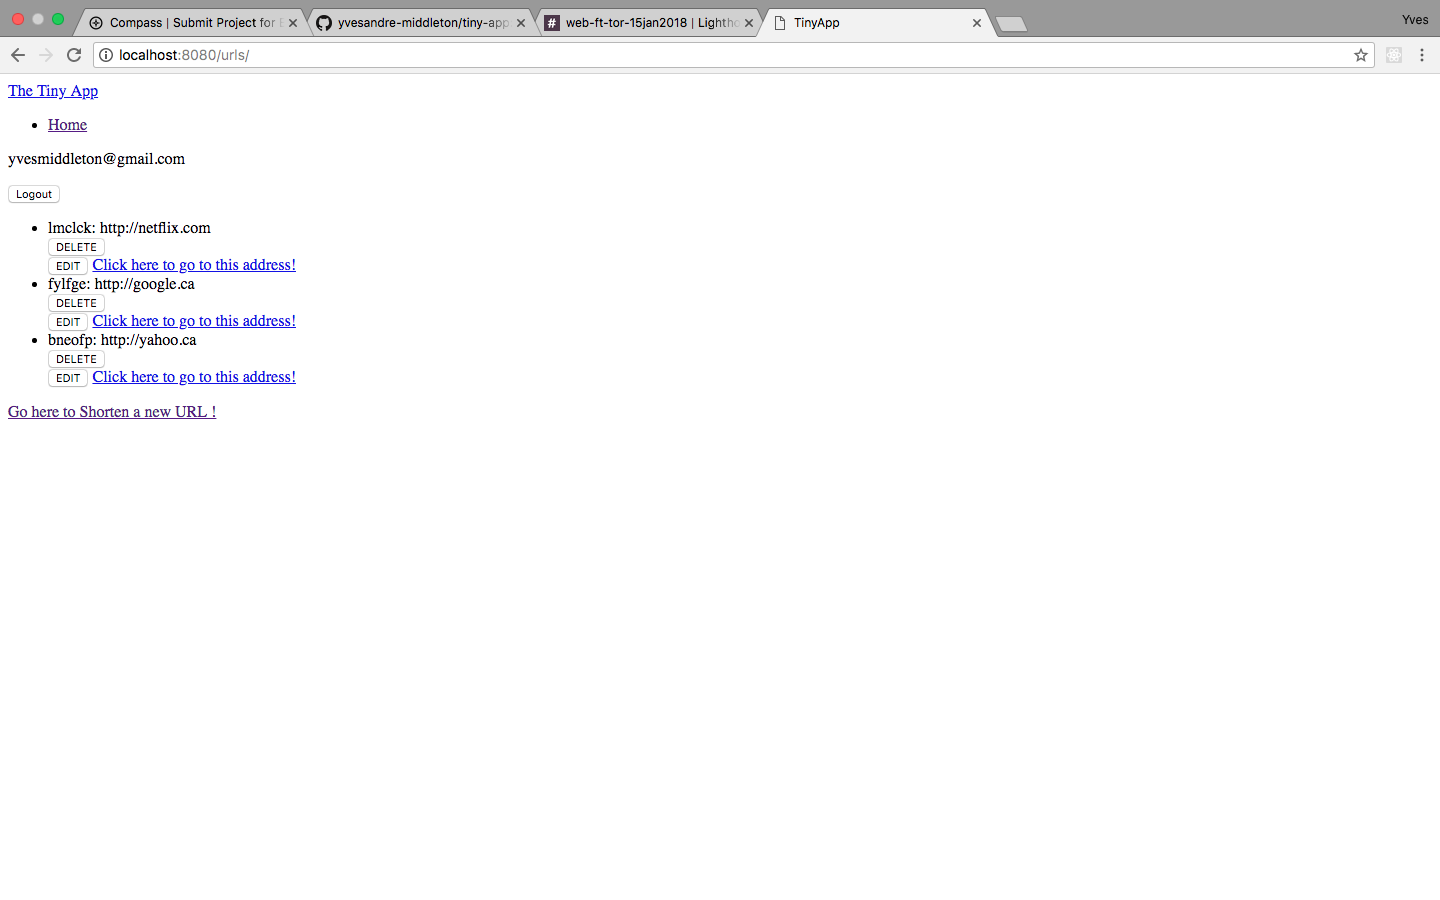 Compass | Submit Project for E
yvesandre-middleton/tiny-app
web-ft-tor-15jan2018 | Lightho
TinyApp
Yves
localhost:8080/urls/
The Tiny App
Home
yvesmiddleton@gmail.com
Logout
lmclck: http://netflix.com
DELETE
EDIT Click here to go to this address!
fylfge: http://google.ca
DELETE
EDIT Click here to go to this address!
bneofp: http://yahoo.ca
DELETE
EDIT Click here to go to this address!
Go here to Shorten a new URL !